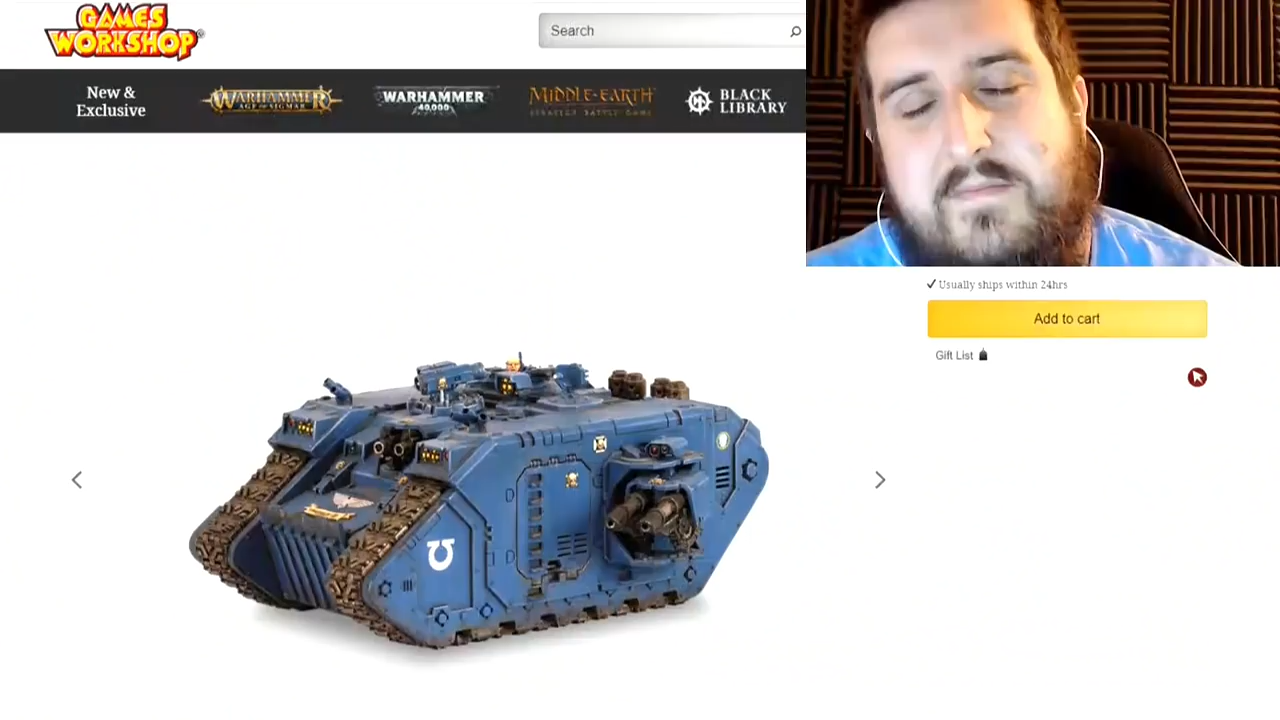 GAMES
WORKSHOP®
Search
New &
Exclusive
WARHAMMER
AGE OF SIGMAR
WARHAMMER
40,000
MIDDLE-EARTH
STRATEGY BATTLE GAME
BLACK
LIBRARY
Usually ships within 24hrs
Add to cart
Gift List